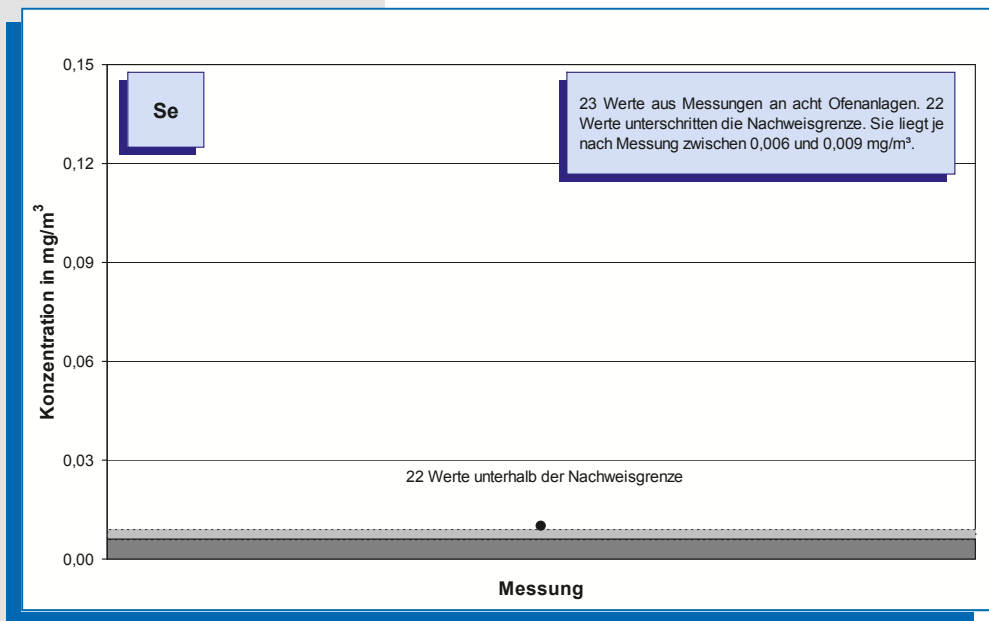 0,15
Se
23 Werte aus Messungen an acht Ofenanlagen. 22
Werte unterschritten die Nachweisgrenze. Sie liegt je
nach Messung zwischen 0,006 und 0,009 mg/m³.
0,12
0,09
Konzentration in mg/m³
0,06
0,03
22 Werte unterhalb der Nachweisgrenze
0,00
Messung